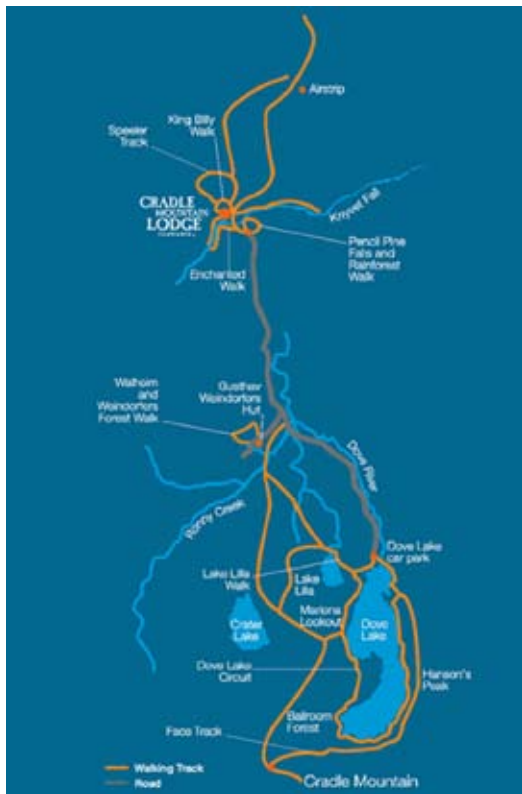 Airstrip
King Billy
Walk
Speeler
Track
CRADLE
MOUNTAIN
LODGE
Knyvet Fall
Pencil Pine
Falls and
Rainforest
Walk
Enchanted
Walk
Gusthav
Weindorfers
Hut
Walheim
and
Weindorfers
Forest Walk
Dove River
Ronny Creek
Dove Lake
car park
Lake Lilla
Walk
Lake
Lilla
Crater
Lake
Marions
Lookout
Dove
Lake
Dove Lake
Circuit
Hanson's
Peak
Ballroom
Forest
Face Track
Walking Track
Road
Cradle Mountain